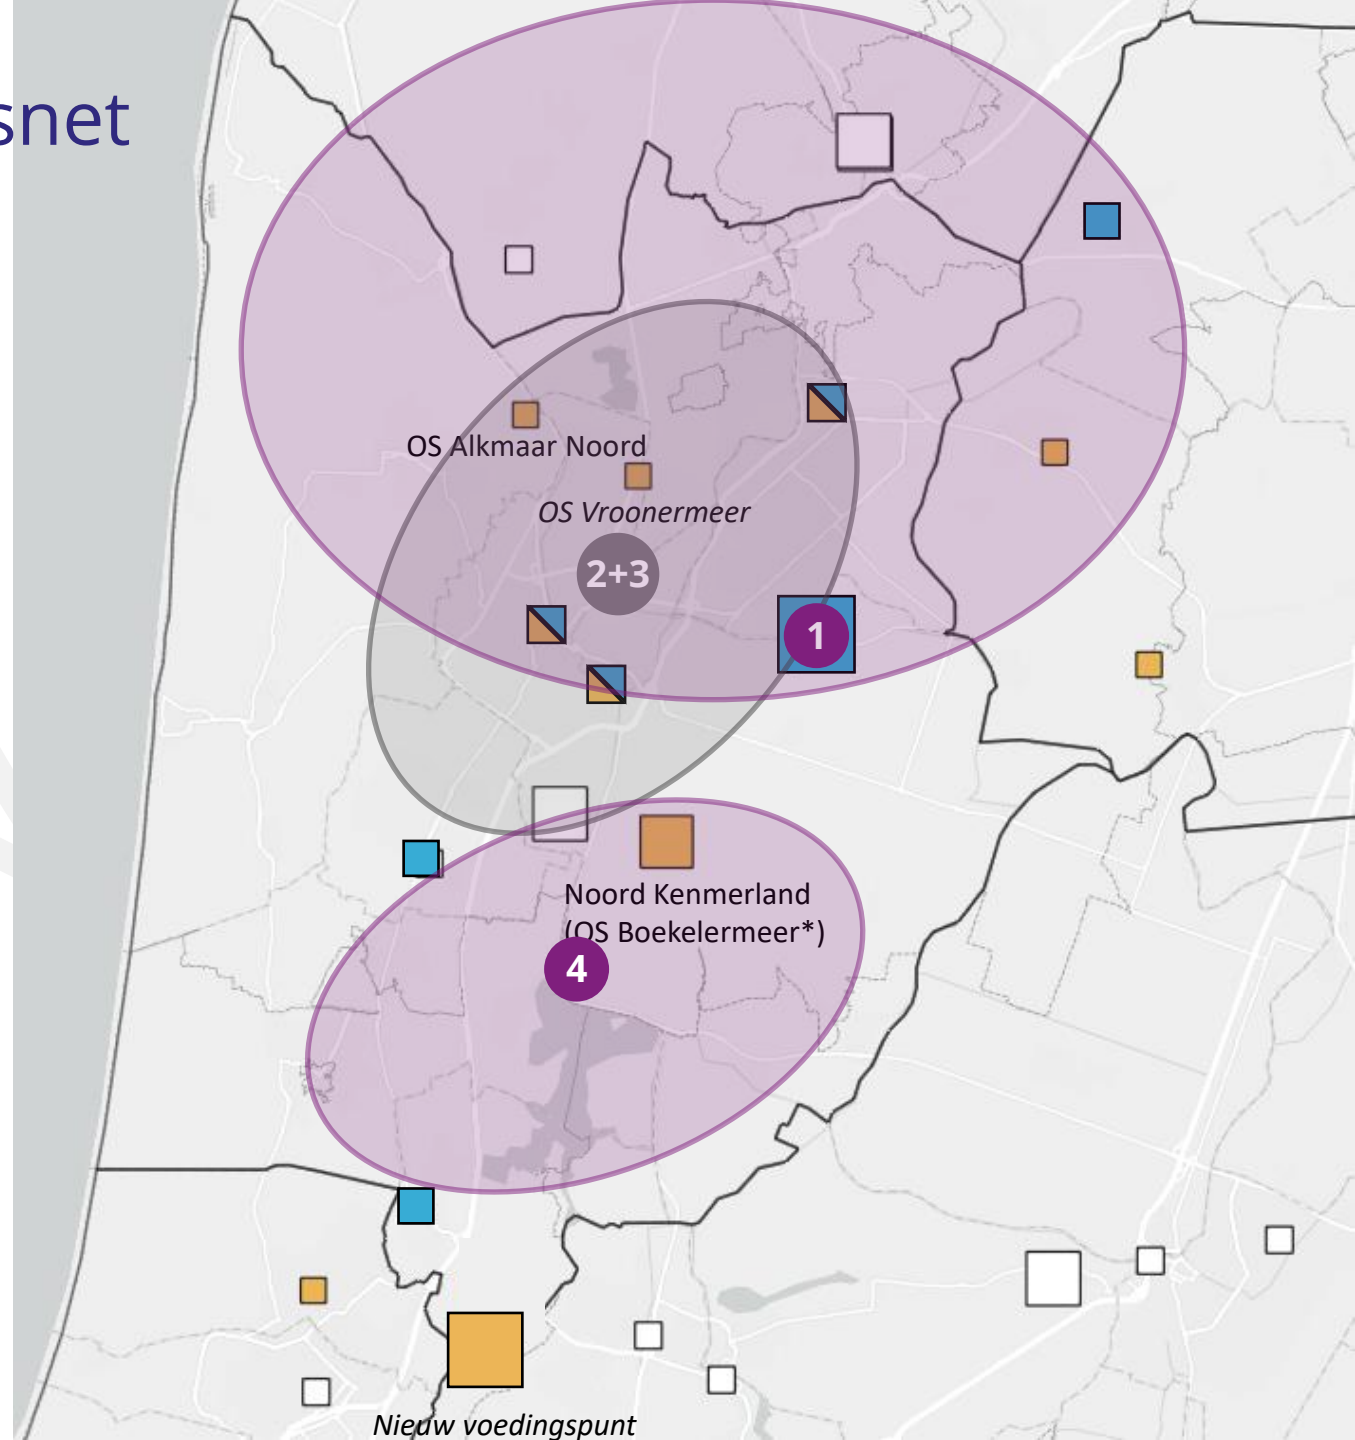 snet
OS Alkmaar Noord
OS Vroonermeer
2+3
1
Noord Kenmerland
(OS Boekelermeer*)
4
Nieuw voedingspunt